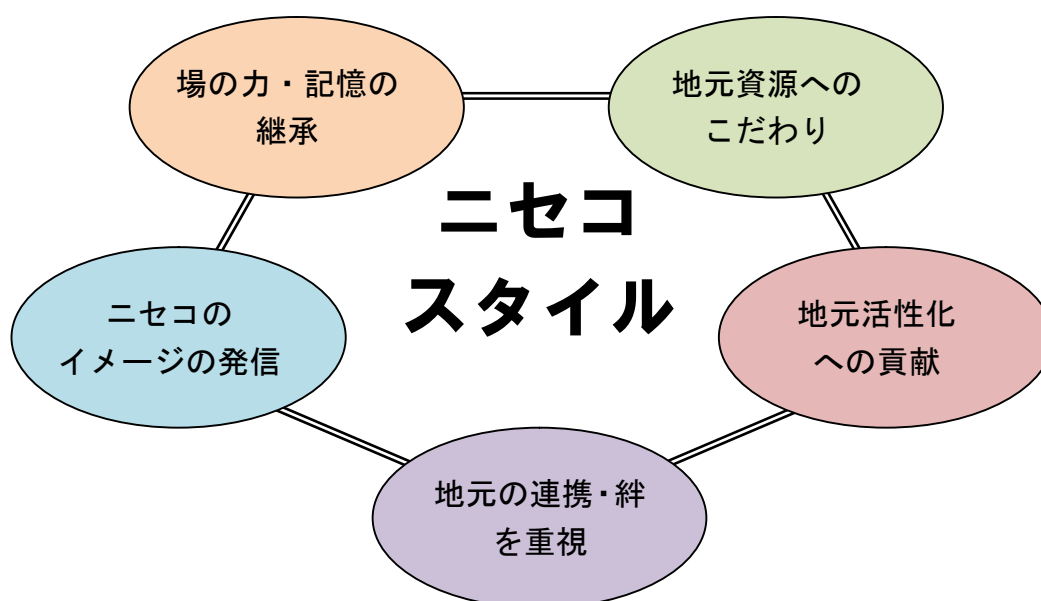 場の力・記憶の
継承
地元資源への
こだわり
ニセコ
スタイル
ニセコの
イメージの発信
地元活性化
への貢献
地元の連携・絆
を重視